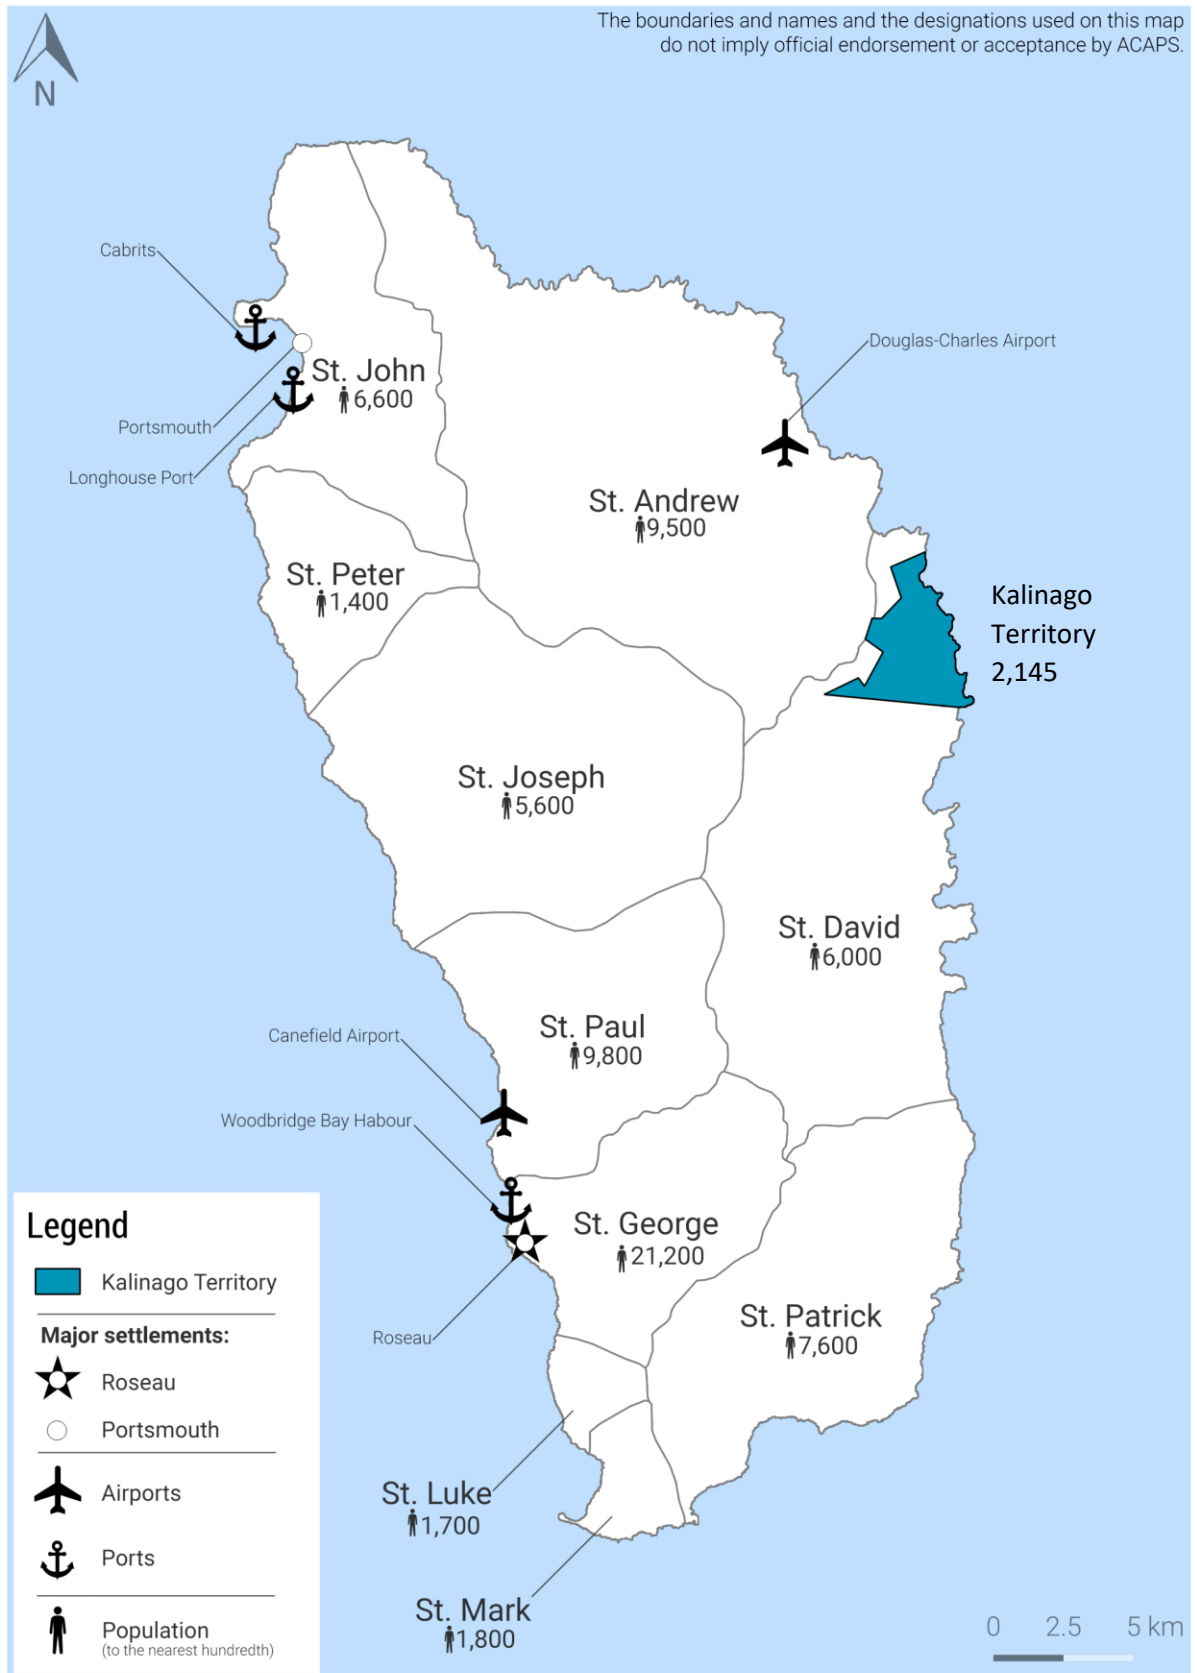 The boundaries and names and the designations used on this map
do not imply official endorsement or acceptance by ACAPS.
N
Cabrits
Douglas-Charles Airport
St. John
6,600
Portsmouth
Longhouse Port
St. Andrew
9,500
St. Peter
1,400
Kalinago
Territory
2,145
St. Joseph
5,600
St. David
6,000
St. Paul
9,800
Canefield Airport
Woodbridge Bay Habour
St. George
21,200
Roseau
St. Patrick
7,600
St. Luke
1,700
St. Mark
1,800
Legend
Kalinago Territory
Major settlements:
Roseau
Portsmouth
Airports
Ports
Population
(to the nearest hundredth)
0 2.5 5 km